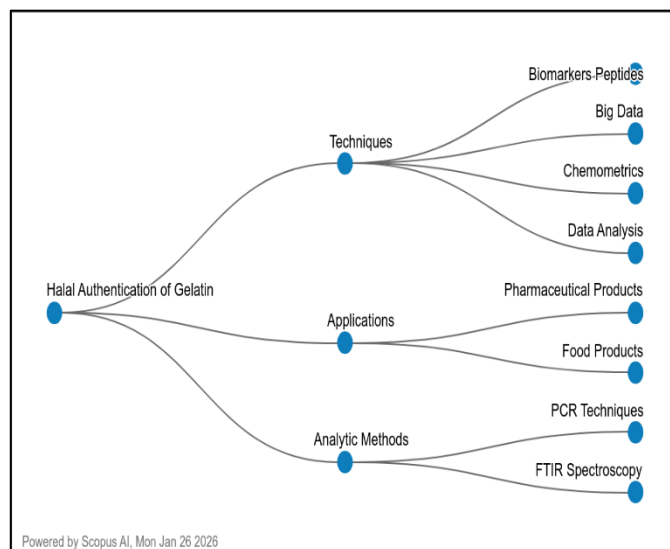 Biomarkers Peptides
Big Data
Techniques
Chemometrics
Data Analysis
Halal Authentication of Gelatin
Pharmaceutical Products
Applications
Food Products
PCR Techniques
Analytic Methods
FTIR Spectroscopy
Powered by Scopus AI, Mon Jan 26 2026